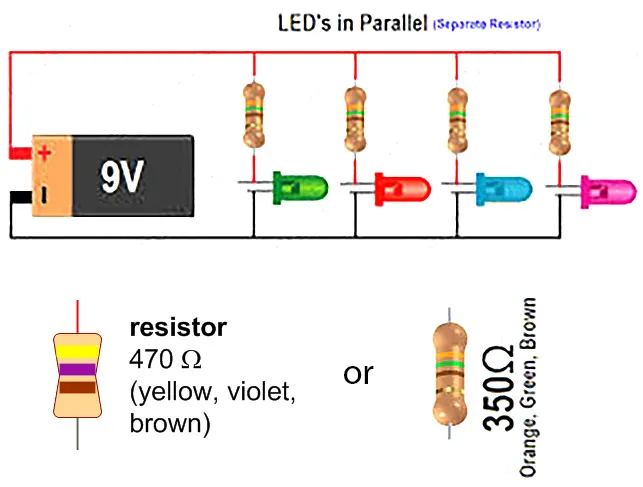 LED's in Parallel (Separate Resistor)
+
9V
-
resistor
470 Ω
(yellow, violet,
brown)
or
350Ω
Orange, Green, Brown